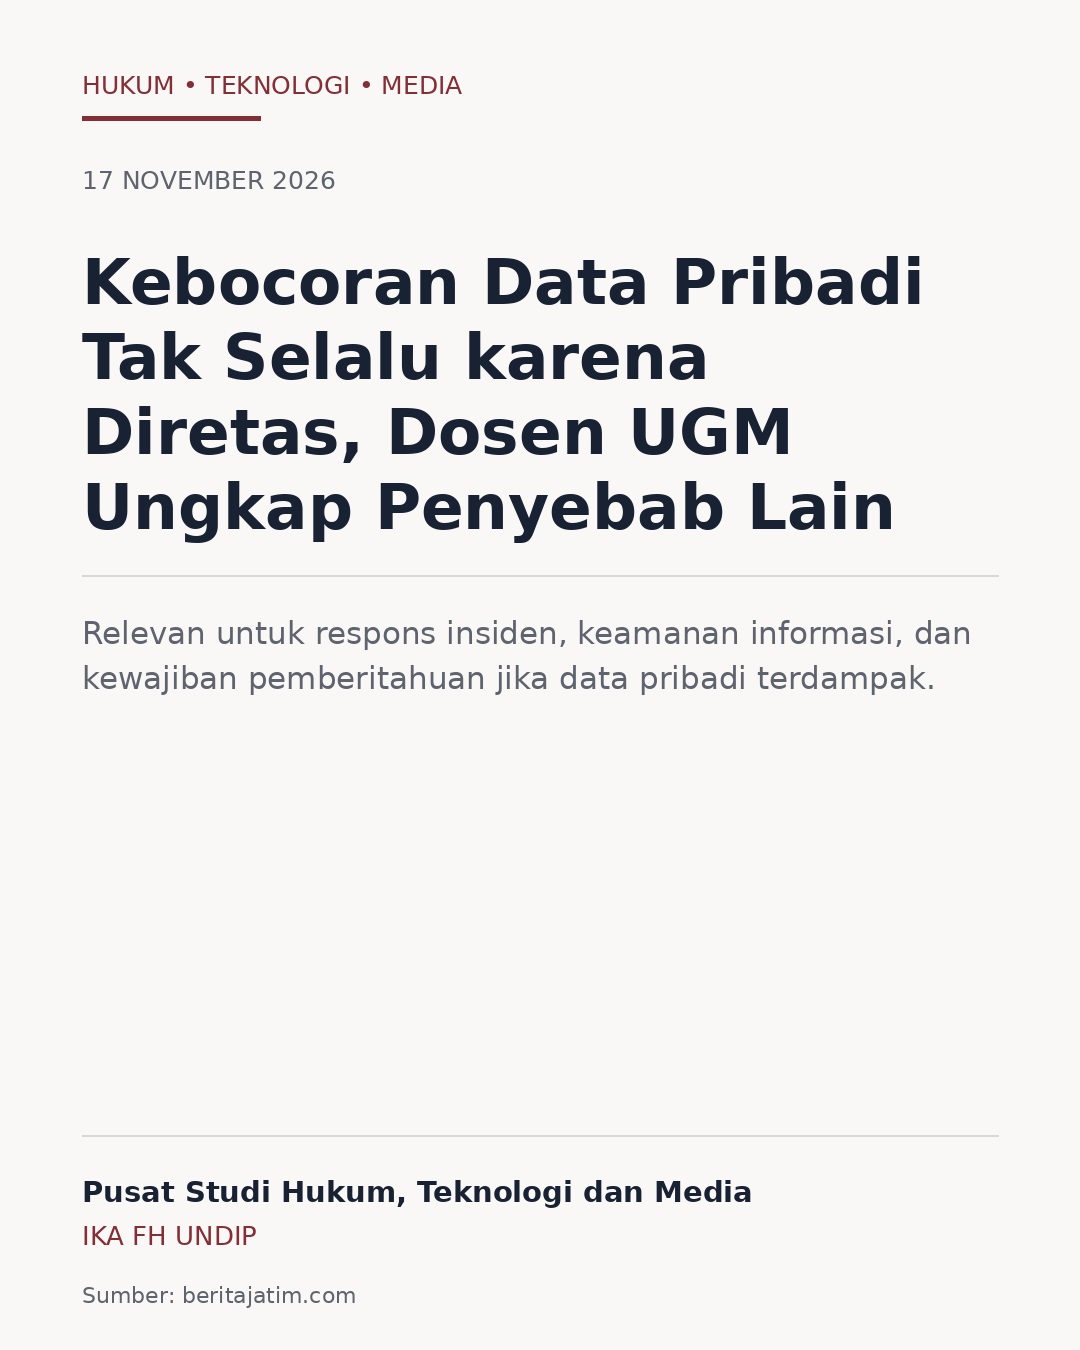 HUKUM • TEKNOLOGI • MEDIA
17 NOVEMBER 2026
Kebocoran Data Pribadi
Tak Selalu karena
Diretas, Dosen UGM
Ungkap Penyebab Lain
Relevan untuk respons insiden, keamanan informasi, dan
kewajiban pemberitahuan jika data pribadi terdampak.
Pusat Studi Hukum, Teknologi dan Media
IKA FH UNDIP
Sumber: beritajatim.com